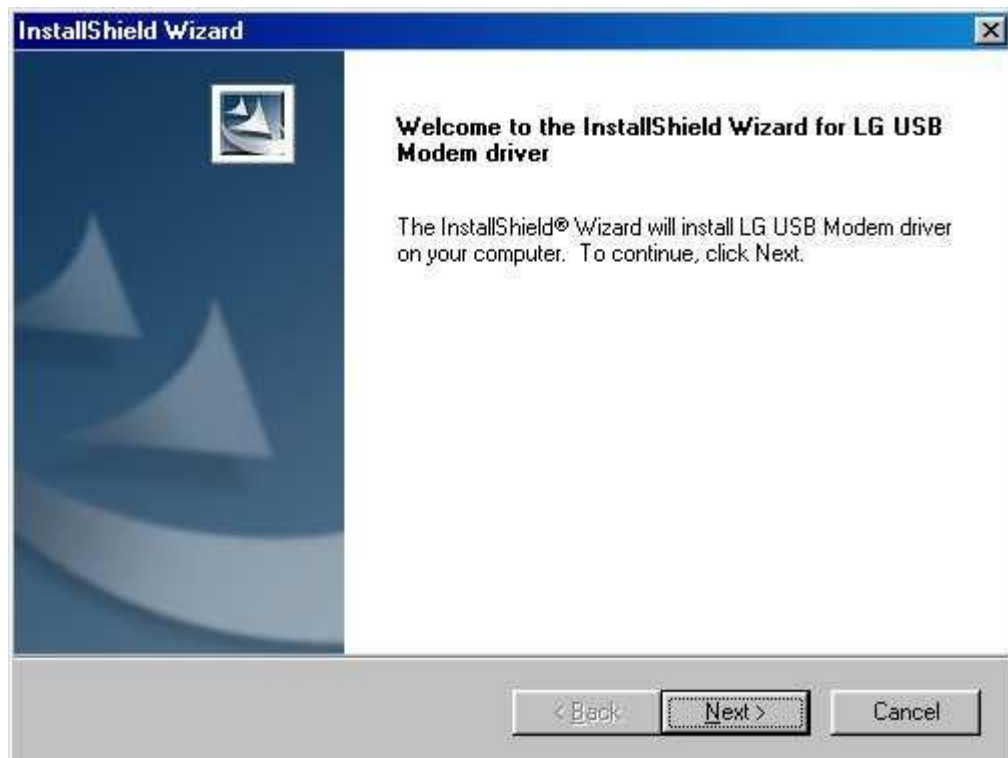 InstallShield Wizard
Welcome to the InstallShield Wizard for LG USB
Modem driver
The InstallShield® Wizard will install LG USB Modem driver
on your computer.  To continue, click Next.
< Back
Next >
Cancel